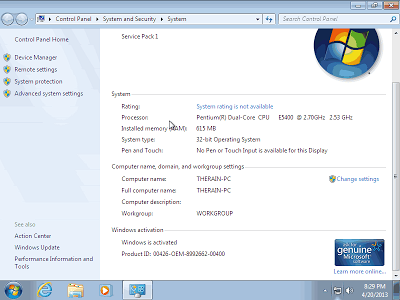 Control Panel ▸ System and Security ▸ System
Search Control Panel
Control Panel Home
Device Manager
Remote settings
System protection
Advanced system settings
Service Pack 1
System
Rating: System rating is not available
Processor: Pentium(R) Dual-Core CPU E5400 @ 2.70GHz 2.53 GHz
Installed memory (RAM): 615 MB
System type: 32-bit Operating System
Pen and Touch: No Pen or Touch Input is available for this Display
Computer name, domain, and workgroup settings
Computer name: THERAIN-PC
Change settings
Full computer name: THERAIN-PC
Computer description:
Workgroup: WORKGROUP
Windows activation
Windows is activated
Product ID: 00426-OEM-8992662-00400
ask for
genuine
Microsoft
software
Learn more online...
See also
Action Center
Windows Update
Performance Information and
Tools
8:29 PM
4/20/2013